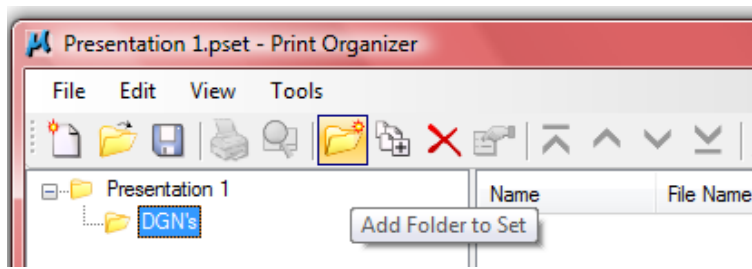 Presentation 1.pset - Print Organizer
File Edit View Tools
Presentation 1
Name File Name
DGN's
Add Folder to Set